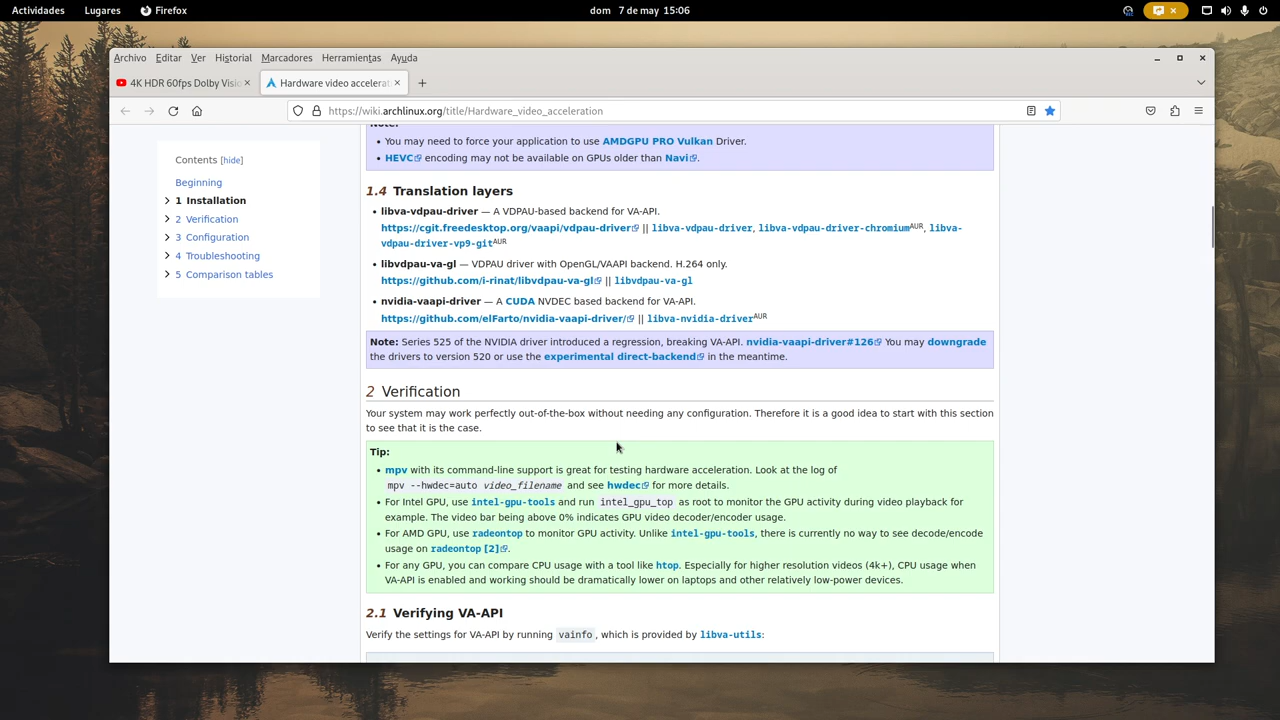 Actividades Lugares Firefox dom 7 de may 15:06
Archivo Editar Ver Historial Marcadores Herramientas Ayuda
4K HDR 60fps Dolby Visi Hardware video accelerat
https://wiki.archlinux.org/title/Hardware_video_acceleration
Contents [hide]
Beginning
1 Installation
2 Verification
3 Configuration
4 Troubleshooting
5 Comparison tables
Note:
• You may need to force your application to use AMDGPU PRO Vulkan Driver.
• HEVC encoding may not be available on GPUs older than Navi.
1.4 Translation layers
• libva-vdpau-driver — A VDPAU-based backend for VA-API.
https://cgit.freedesktop.org/vaapi/vdpau-driver || libva-vdpau-driver, libva-vdpau-driver-chromiumAUR, libva-
vdpau-driver-vp9-gitAUR
• libvdpau-va-gl — VDPAU driver with OpenGL/VAAPI backend. H.264 only.
https://github.com/i-rinat/libvdpau-va-gl || libvdpau-va-gl
• nvidia-vaapi-driver — A CUDA NVDEC based backend for VA-API.
https://github.com/elFarto/nvidia-vaapi-driver/ || libva-nvidia-driverAUR
Note: Series 525 of the NVIDIA driver introduced a regression, breaking VA-API. nvidia-vaapi-driver#126 You may downgrade
the drivers to version 520 or use the experimental direct-backend in the meantime.
2 Verification
Your system may work perfectly out-of-the-box without needing any configuration. Therefore it is a good idea to start with this section
to see that it is the case.
Tip:
• mpv with its command-line support is great for testing hardware acceleration. Look at the log of
mpv --hwdec=auto video_filename and see hwdec for more details.
• For Intel GPU, use intel-gpu-tools and run intel_gpu_top as root to monitor the GPU activity during video playback for
example. The video bar being above 0% indicates GPU video decoder/encoder usage.
• For AMD GPU, use radeontop to monitor GPU activity. Unlike intel-gpu-tools, there is currently no way to see decode/encode
usage on radeontop [2].
• For any GPU, you can compare CPU usage with a tool like htop. Especially for higher resolution videos (4k+), CPU usage when
VA-API is enabled and working should be dramatically lower on laptops and other relatively low-power devices.
2.1 Verifying VA-API
Verify the settings for VA-API by running vainfo, which is provided by libva-utils: